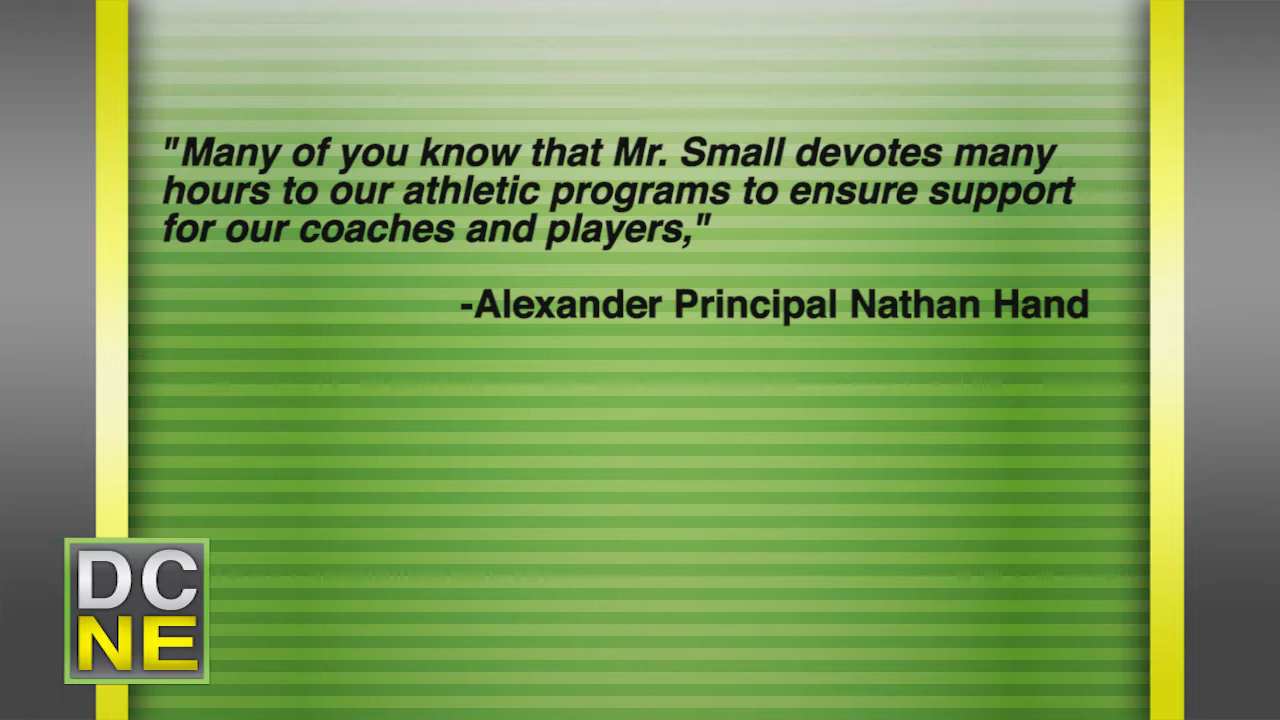 "Many of you know that Mr. Small devotes many
hours to our athletic programs to ensure support
for our coaches and players,"
-Alexander Principal Nathan Hand
DC
NE